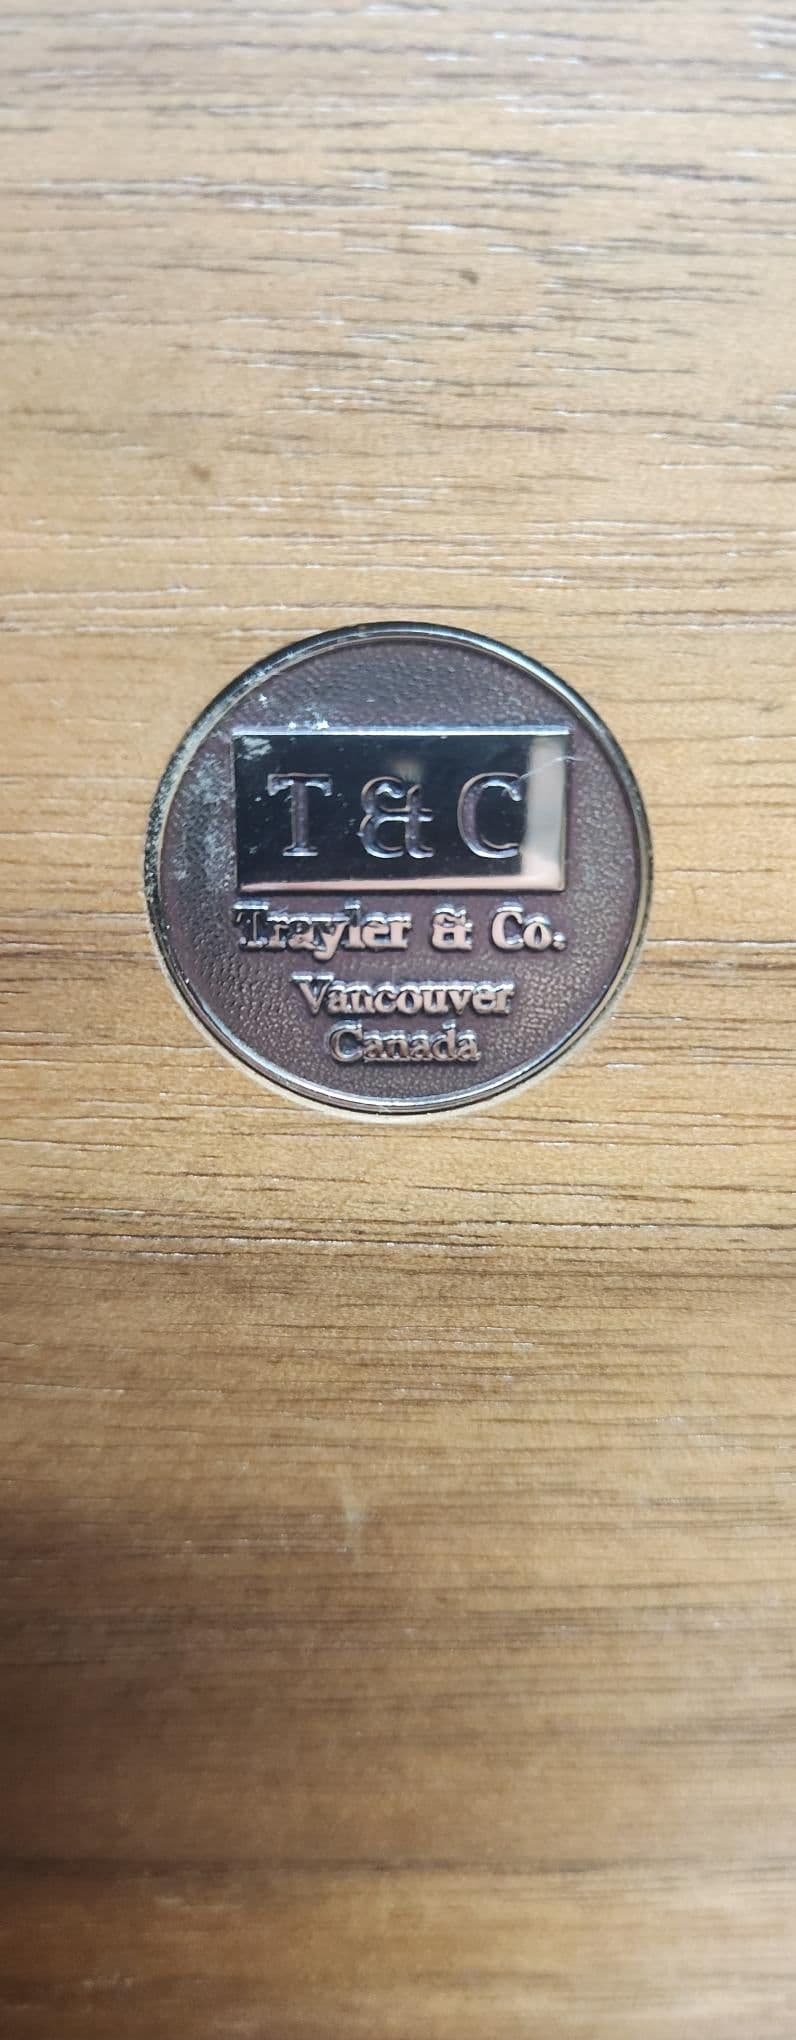 T & C
Trayler & Co.
Vancouver
Canada